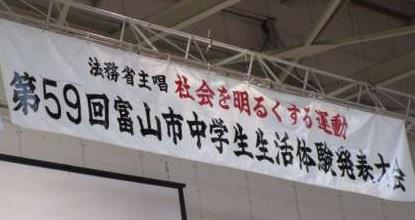 法務省主唱 社会を明るくする運動
第59回富山市中学生生活体験発表大会